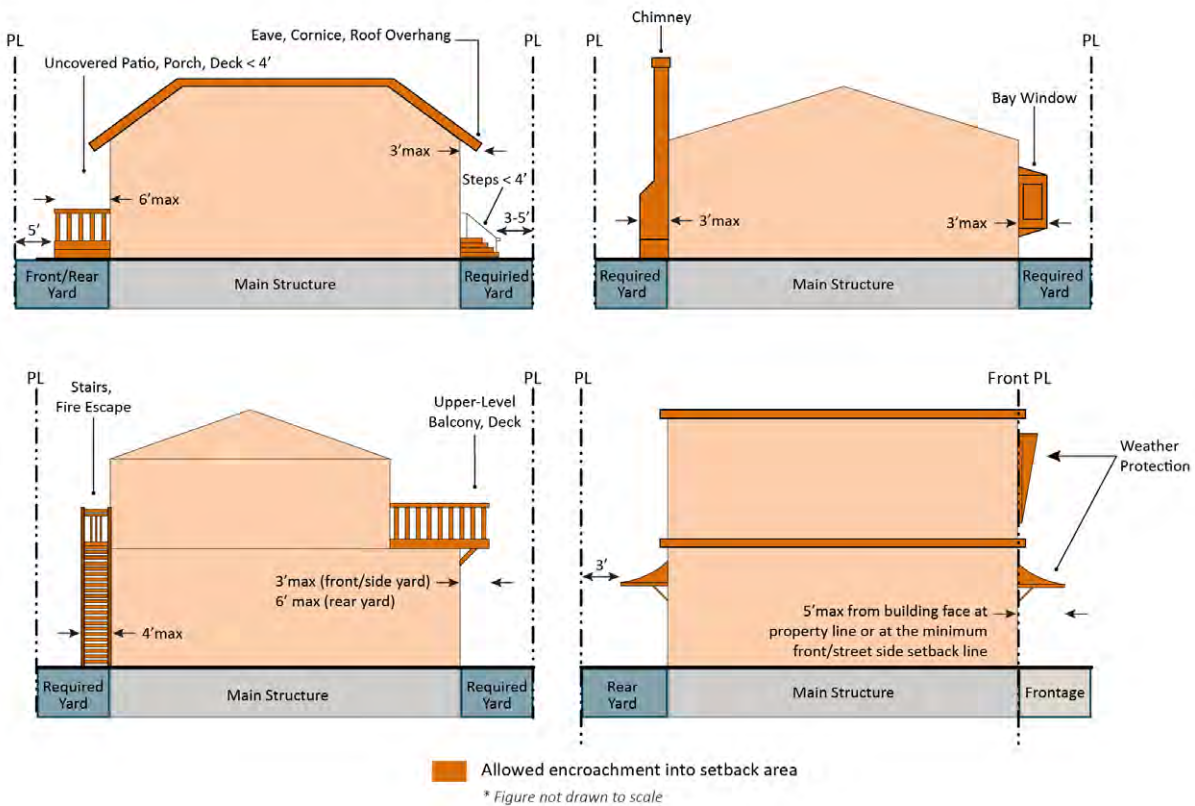 PL
Eave, Cornice, Roof Overhang
PL
Uncovered Patio, Porch, Deck < 4'
3'max
Steps < 4'
6'max
3-5'
5'
Front/Rear
Yard
Main Structure
Requiried
Yard
Chimney
PL
PL
Bay Window
3'max
3'max
Required
Yard
Main Structure
Required
Yard
PL
Stairs,
Fire Escape
Upper-Level
Balcony, Deck
PL
3'max (front/side yard)
6' max (rear yard)
4'max
Required
Yard
Main Structure
Required
Yard
PL
Front PL
Weather
Protection
3'
5'max from building face at
property line or at the minimum
front/street side setback line
Rear
Yard
Main Structure
Frontage
Allowed encroachment into setback area
* Figure not drawn to scale